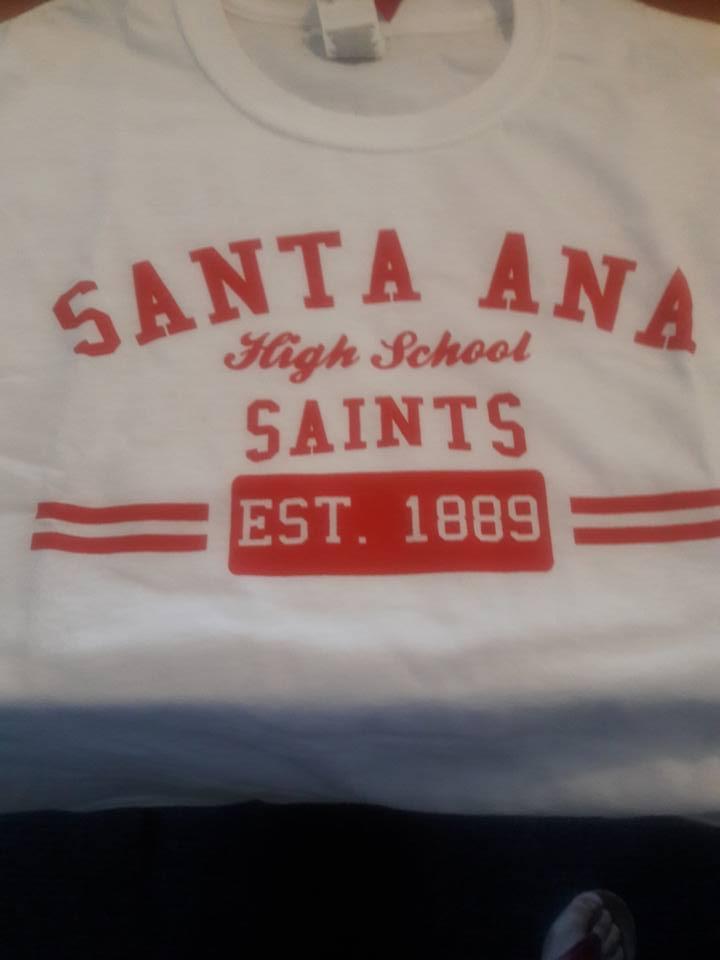 SANTA ANA
High School
SAINTS
EST. 1889